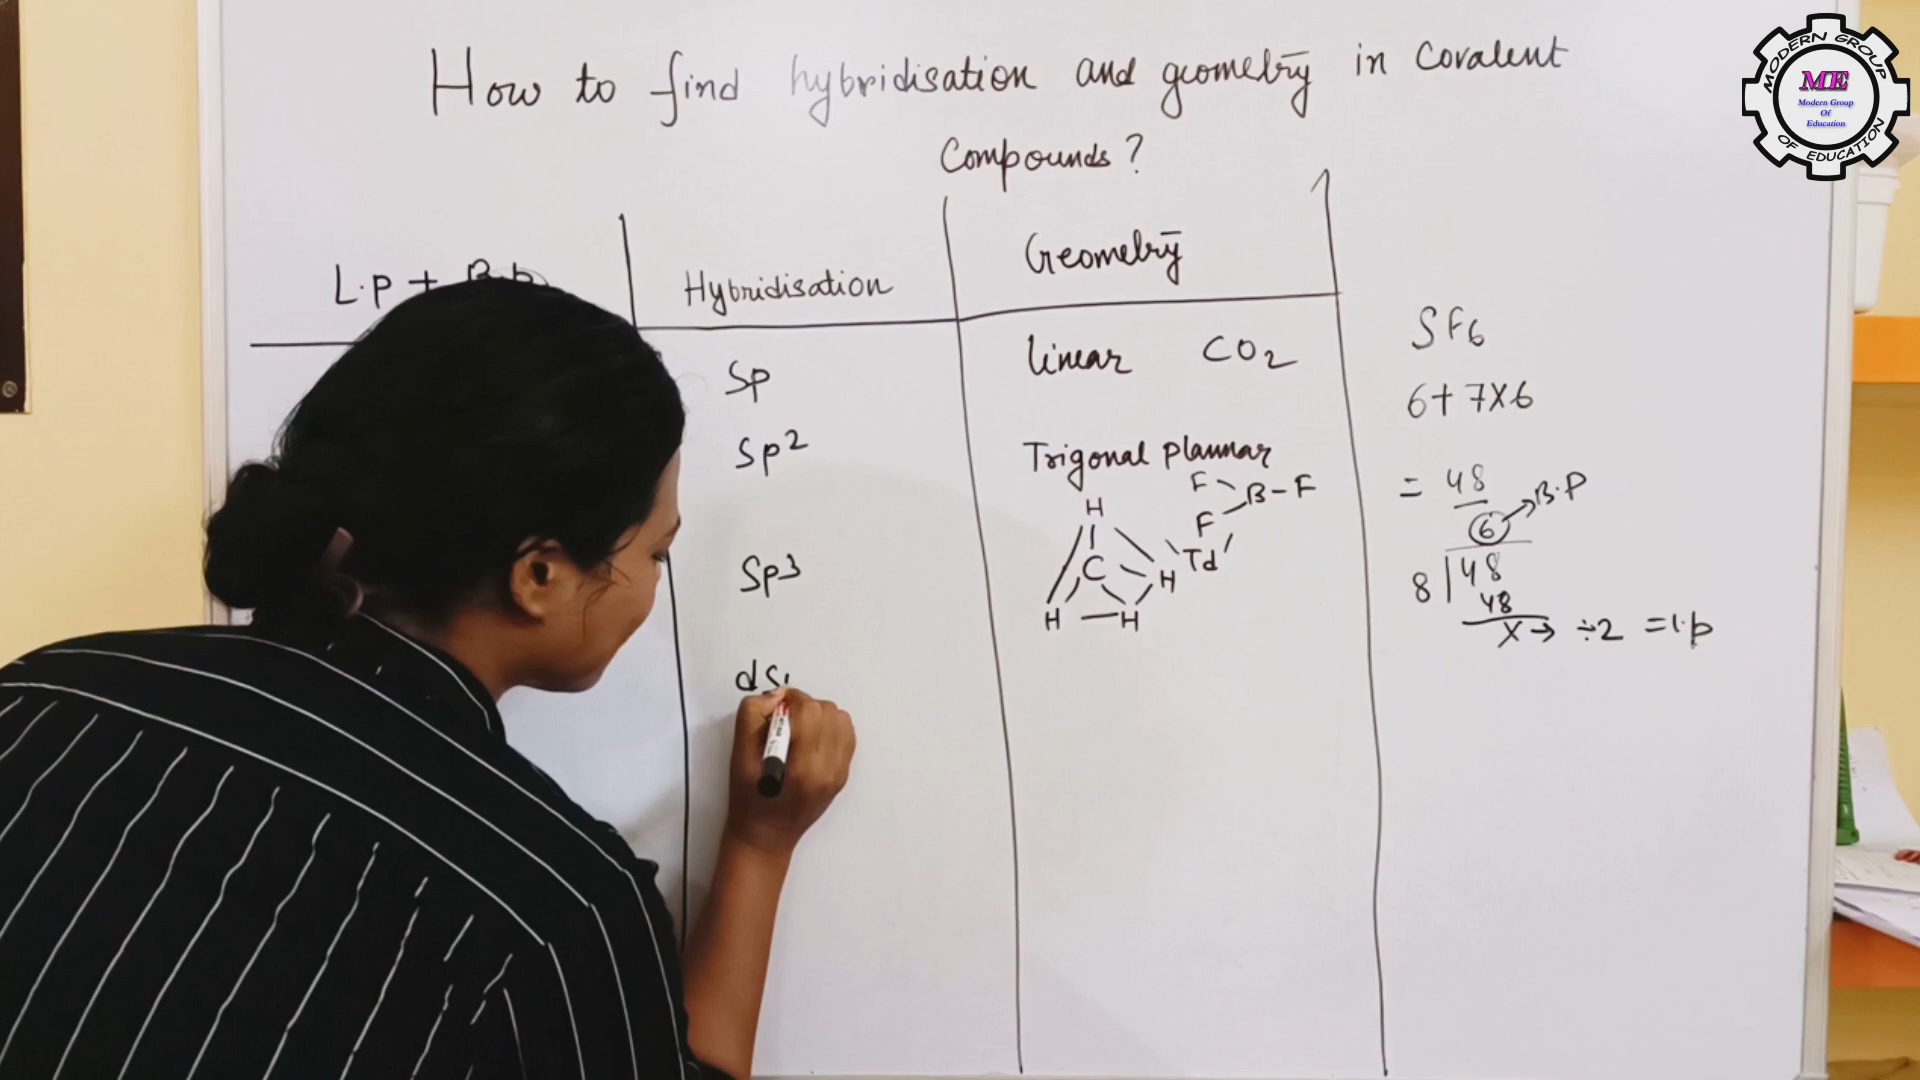 How to find hybridisation and geometry in Covalent
Compounds?
L.p + B.p
Hybridisation
Geometry
Sp
linear CO2
Sp2
Trigonal plannar
F
B-F
F
H
C
H
H
H
Td
Sp3
SF6
6+7X6
= 48
6
B.P
8 48
48
X → ÷2 = l.p
MODERN GROUP
OF EDUCATION
ME
Modern Group
Of
Education